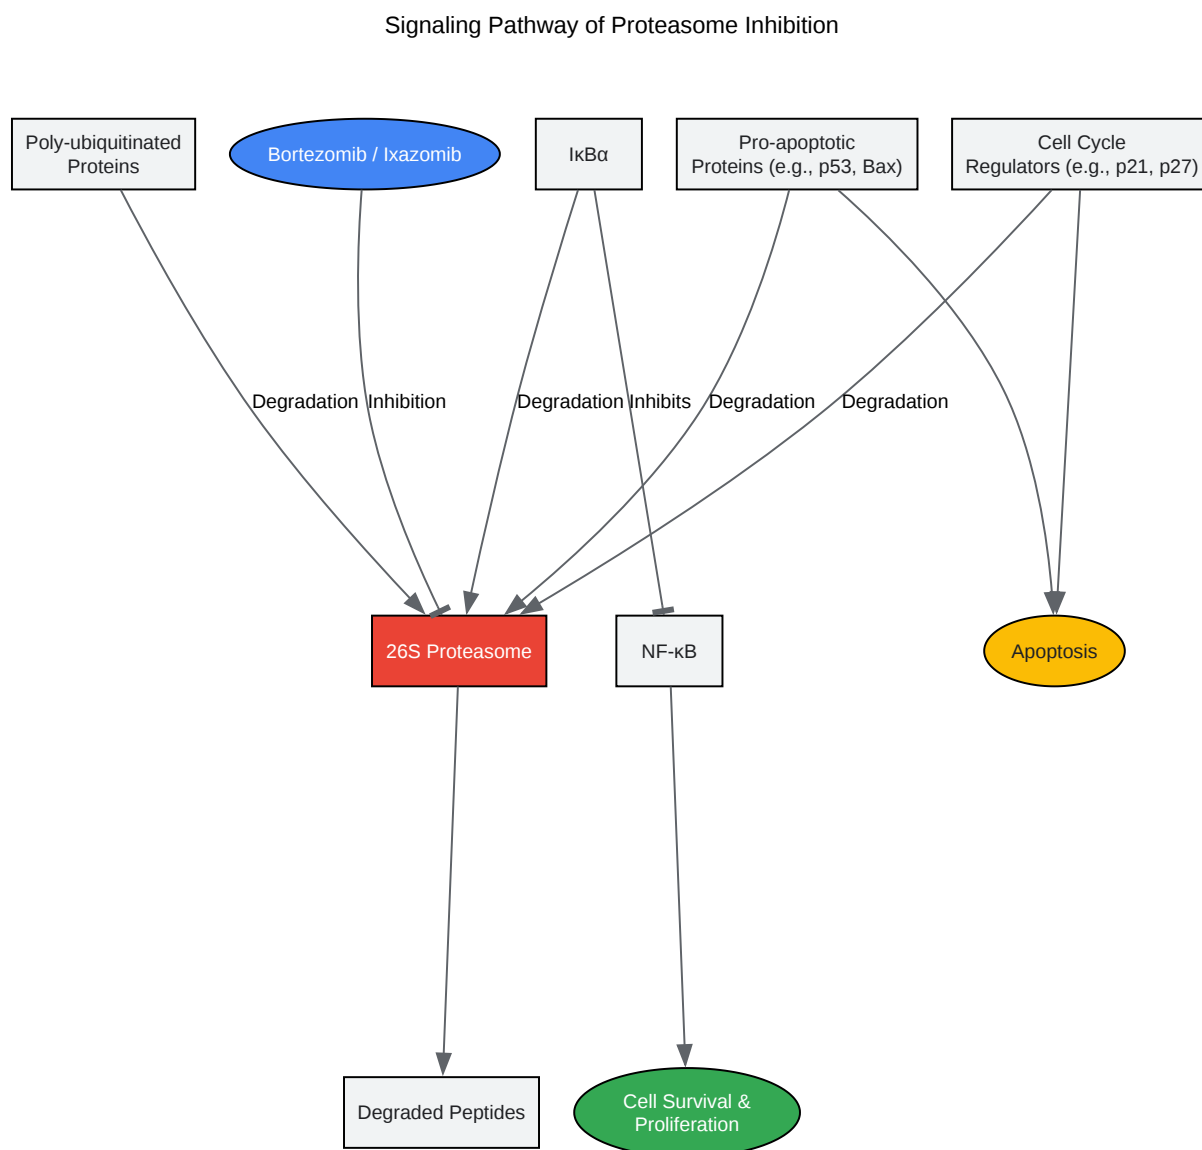 Signaling Pathway of Proteasome Inhibition
Poly-ubiquitinated
Proteins
Bortezomib / Ixazomib
IκBα
Pro-apoptotic
Proteins (e.g., p53, Bax)
Cell Cycle
Regulators (e.g., p21, p27)
Degradation
Inhibition
Degradation
Inhibits
Degradation
Degradation
26S Proteasome
NF-κB
Apoptosis
Degraded Peptides
Cell Survival &
Proliferation